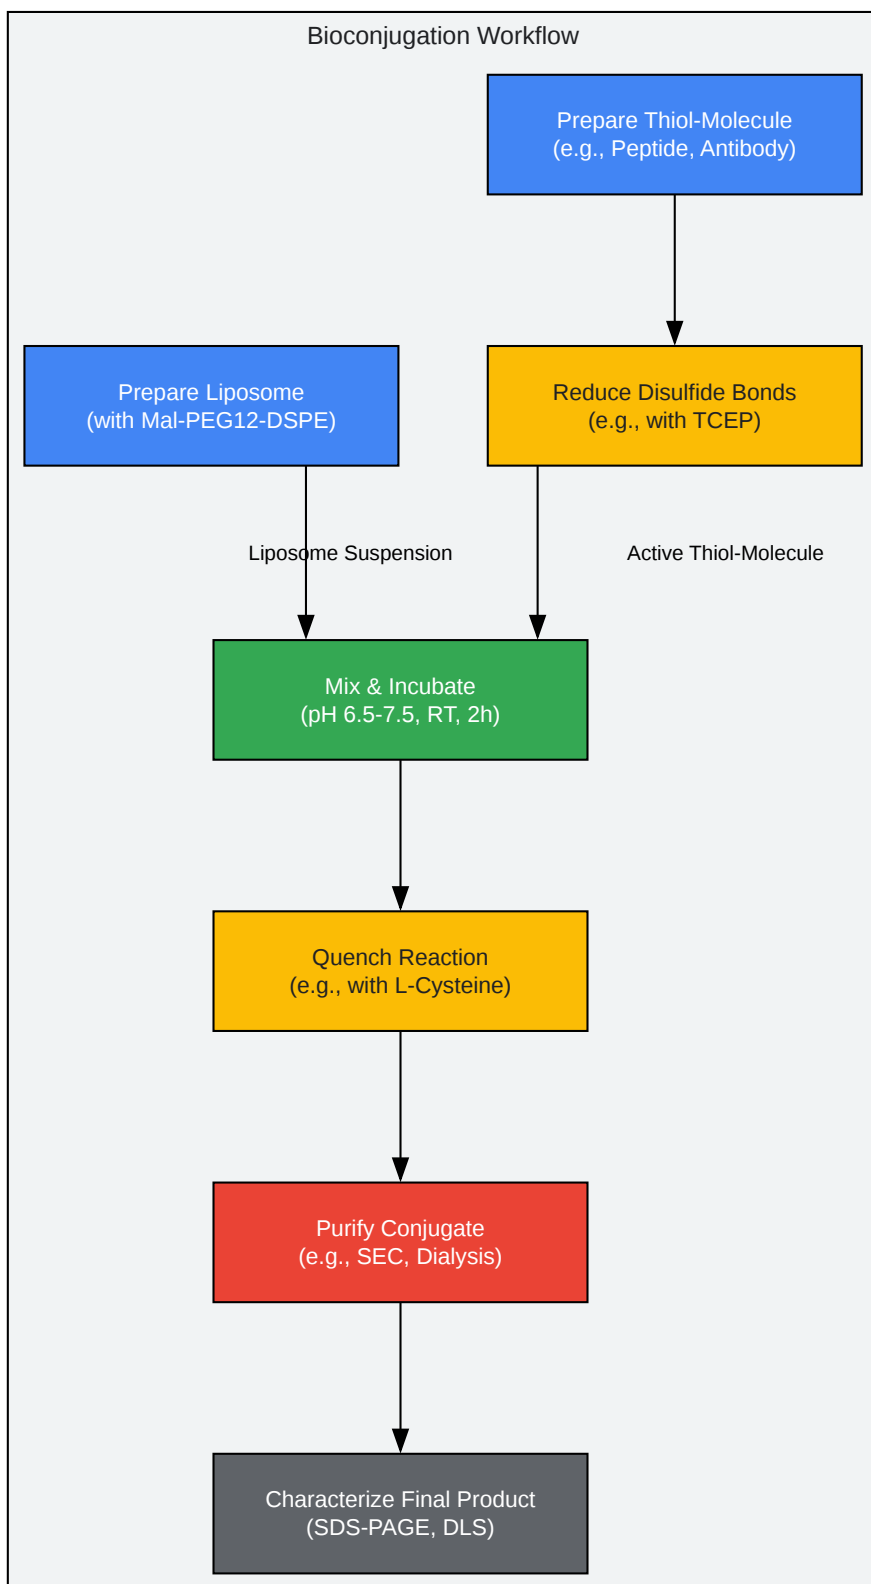 Bioconjugation Workflow
Prepare Thiol-Molecule
(e.g., Peptide, Antibody)
Prepare Liposome
(with Mal-PEG12-DSPE)
Reduce Disulfide Bonds
(e.g., with TCEP)
Liposome Suspension
Active Thiol-Molecule
Mix & Incubate
(pH 6.5-7.5, RT, 2h)
Quench Reaction
(e.g., with L-Cysteine)
Purify Conjugate
(e.g., SEC, Dialysis)
Characterize Final Product
(SDS-PAGE, DLS)